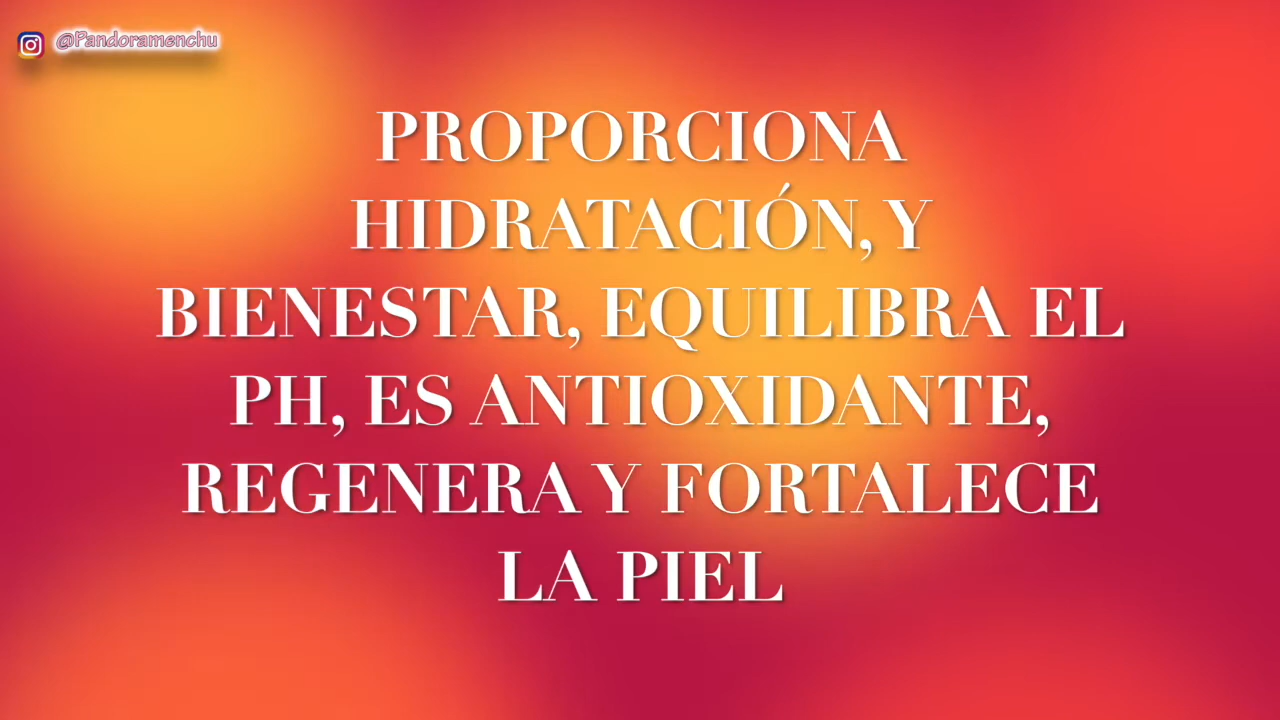 @Pandoramenchu
PROPORCIONA
HIDRATACIÓN, Y
BIENESTAR, EQUILIBRA EL
PH, ES ANTIOXIDANTE,
REGENERA Y FORTALECE
LA PIEL